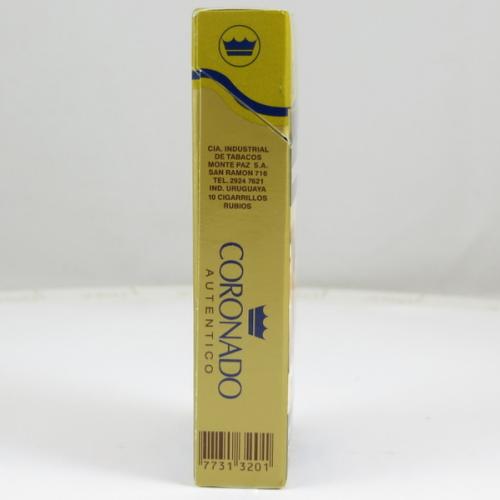 CIA. INDUSTRIAL
DE TABACOS
MONTE PAZ S.A.
SAN RAMON 716
TEL. 2924 7621
IND. URUGUAYA
10 CIGARRILLOS
RUBIOS
CORONADO
AUTENTICO
7731 3201